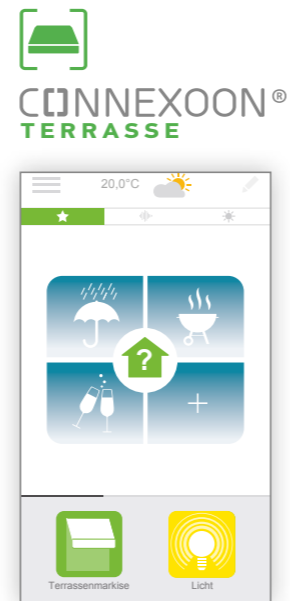 CONNEXOON®
TERRASSE
20,0°C
?
+
Terrassenmarkise
Licht